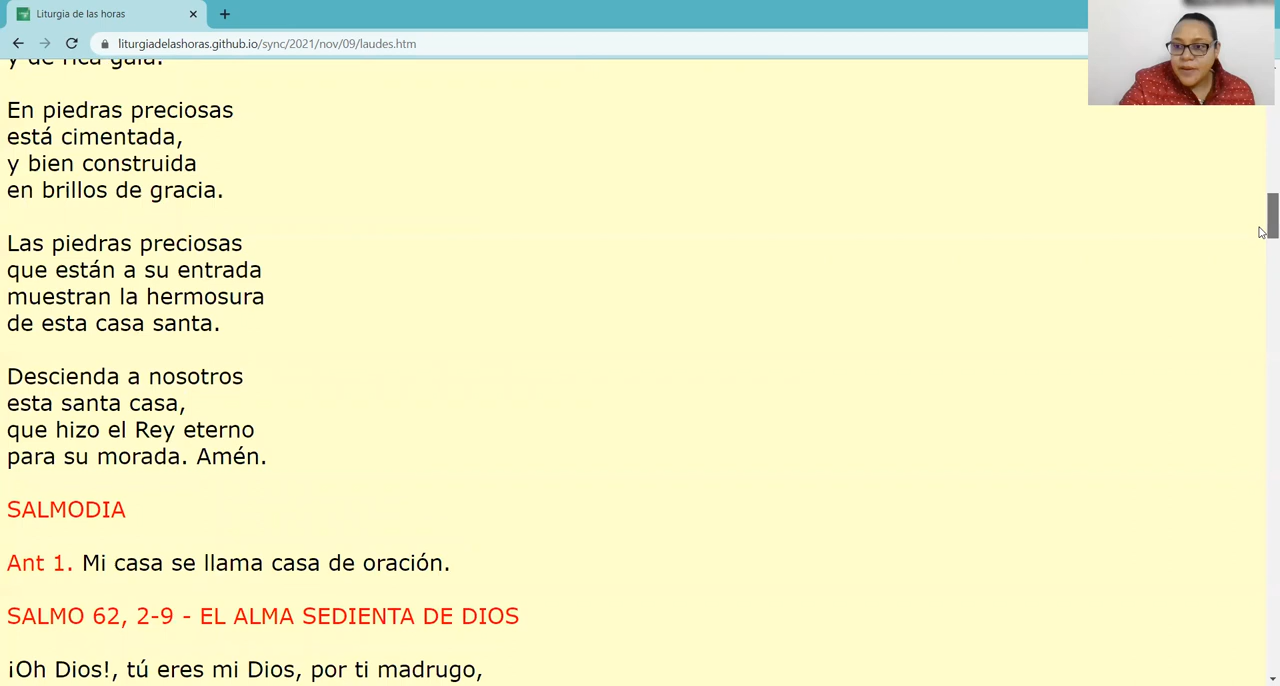 Liturgia de las horas
liturgiadelashoras.github.io/sync/2021/nov/09/laudes.htm
y de rica gala.
En piedras preciosas
está cimentada,
y bien construida
en brillos de gracia.
Las piedras preciosas
que están a su entrada
muestran la hermosura
de esta casa santa.
Descienda a nosotros
esta santa casa,
que hizo el Rey eterno
para su morada. Amén.
SALMODIA
Ant 1. Mi casa se llama casa de oración.
SALMO 62, 2-9 - EL ALMA SEDIENTA DE DIOS
¡Oh Dios!, tú eres mi Dios, por ti madrugo,